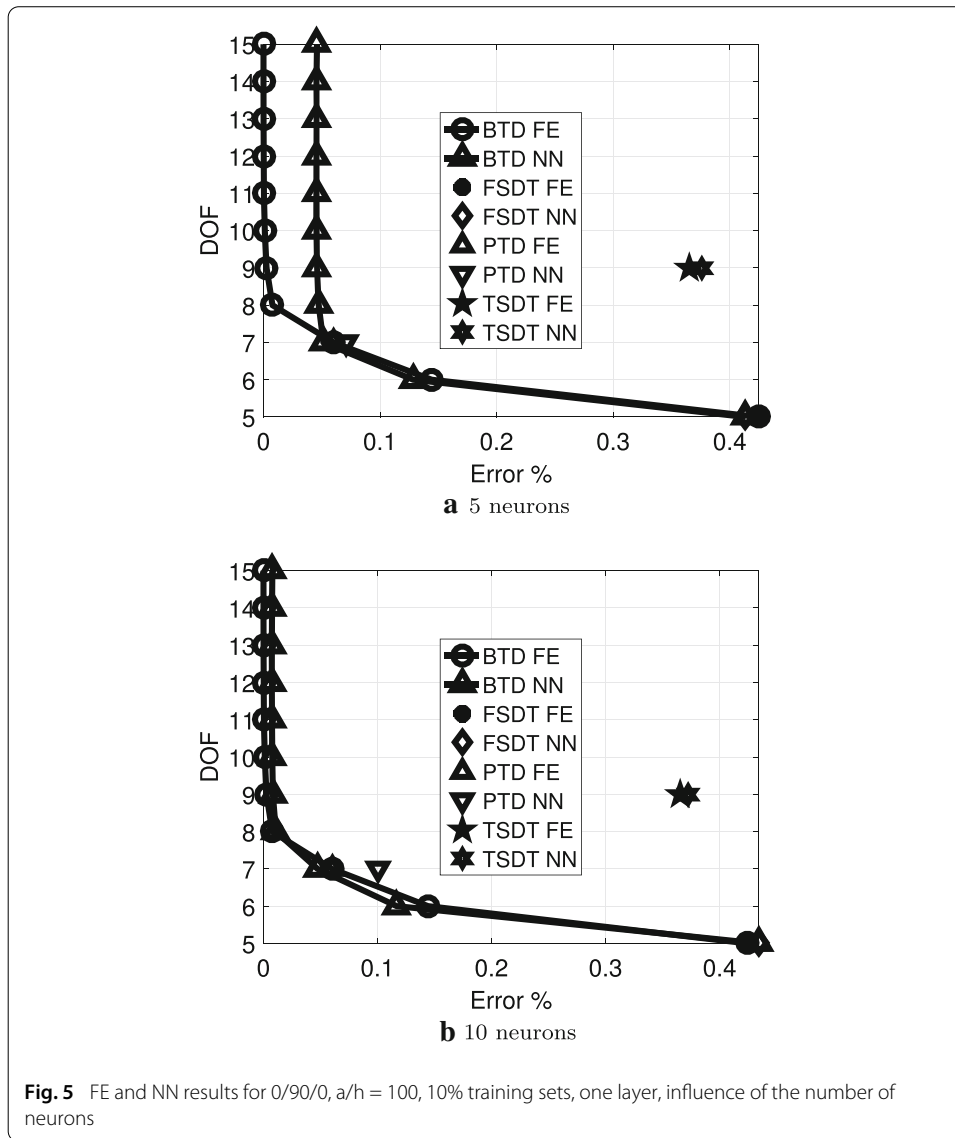 15
14
13
12
11
10
9
8
7
6
5
DOF
BTD FE
BTD NN
FSDT FE
FSDT NN
PTD FE
PTD NN
TSDT FE
TSDT NN
0 0.1 0.2 0.3 0.4
Error %
a 5 neurons
15
14
13
12
11
10
9
8
7
6
5
DOF
BTD FE
BTD NN
FSDT FE
FSDT NN
PTD FE
PTD NN
TSDT FE
TSDT NN
0 0.1 0.2 0.3 0.4
Error %
b 10 neurons
Fig. 5 FE and NN results for 0/90/0, a/h = 100, 10% training sets, one layer, influence of the number of
neurons